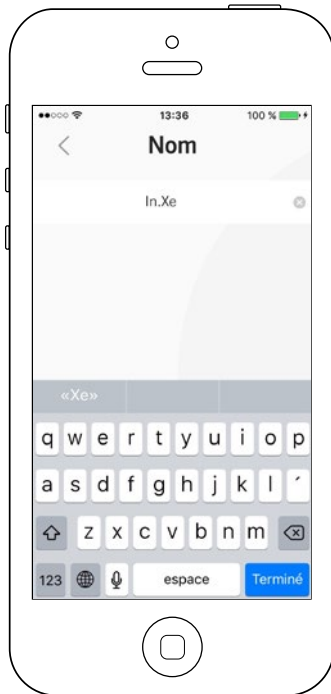 13:36 100 %
Nom
In.Xe
«Xe»
q w e r t y u i o p
a s d f g h j k l ´
z x c v b n m
123 espace Terminé